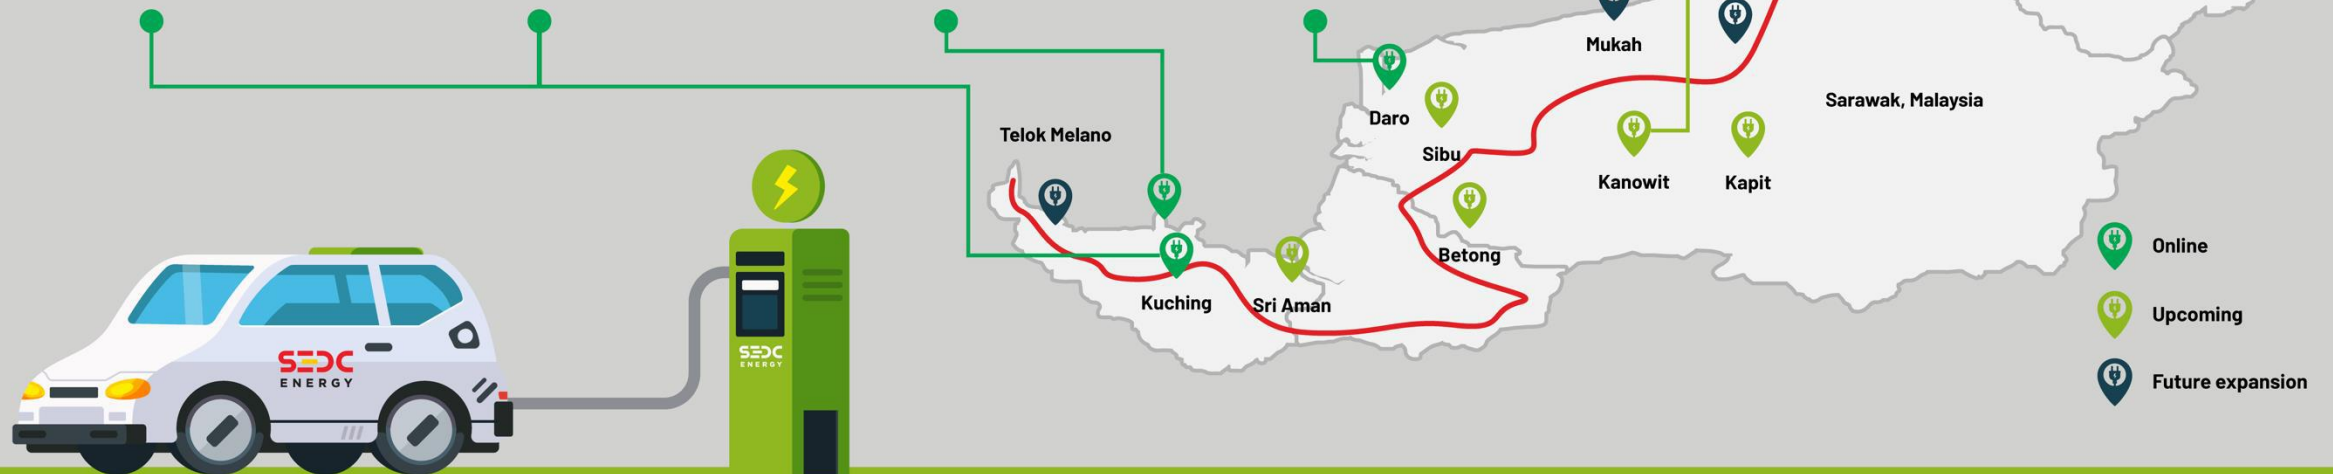 Mukah
Sarawak, Malaysia
Daro
Telok Melano
Sibu
Kanowit
Kapit
Betong
Online
Kuching
Sri Aman
Upcoming
SEDC
ENERGY
SEDC
ENERGY
Future expansion